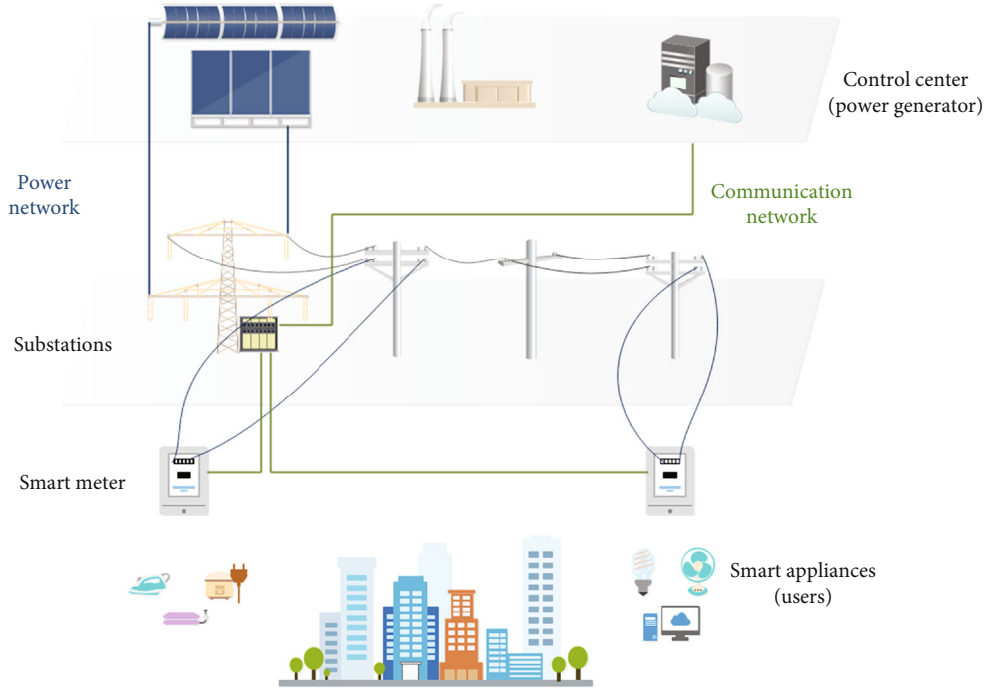 Control center
(power generator)
Power
network
Communication
network
Substations
Smart meter
Smart appliances
(users)